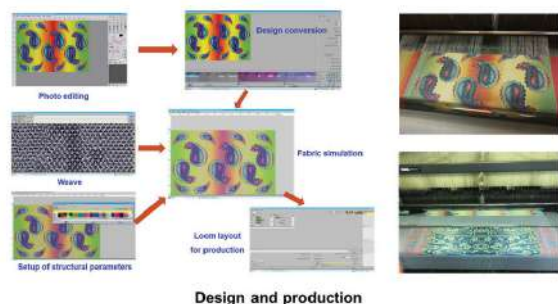 Design conversion
Photo editing
Weave
Fabric simulation
Setup of structural parameters
Loom layout
for production
Design and production